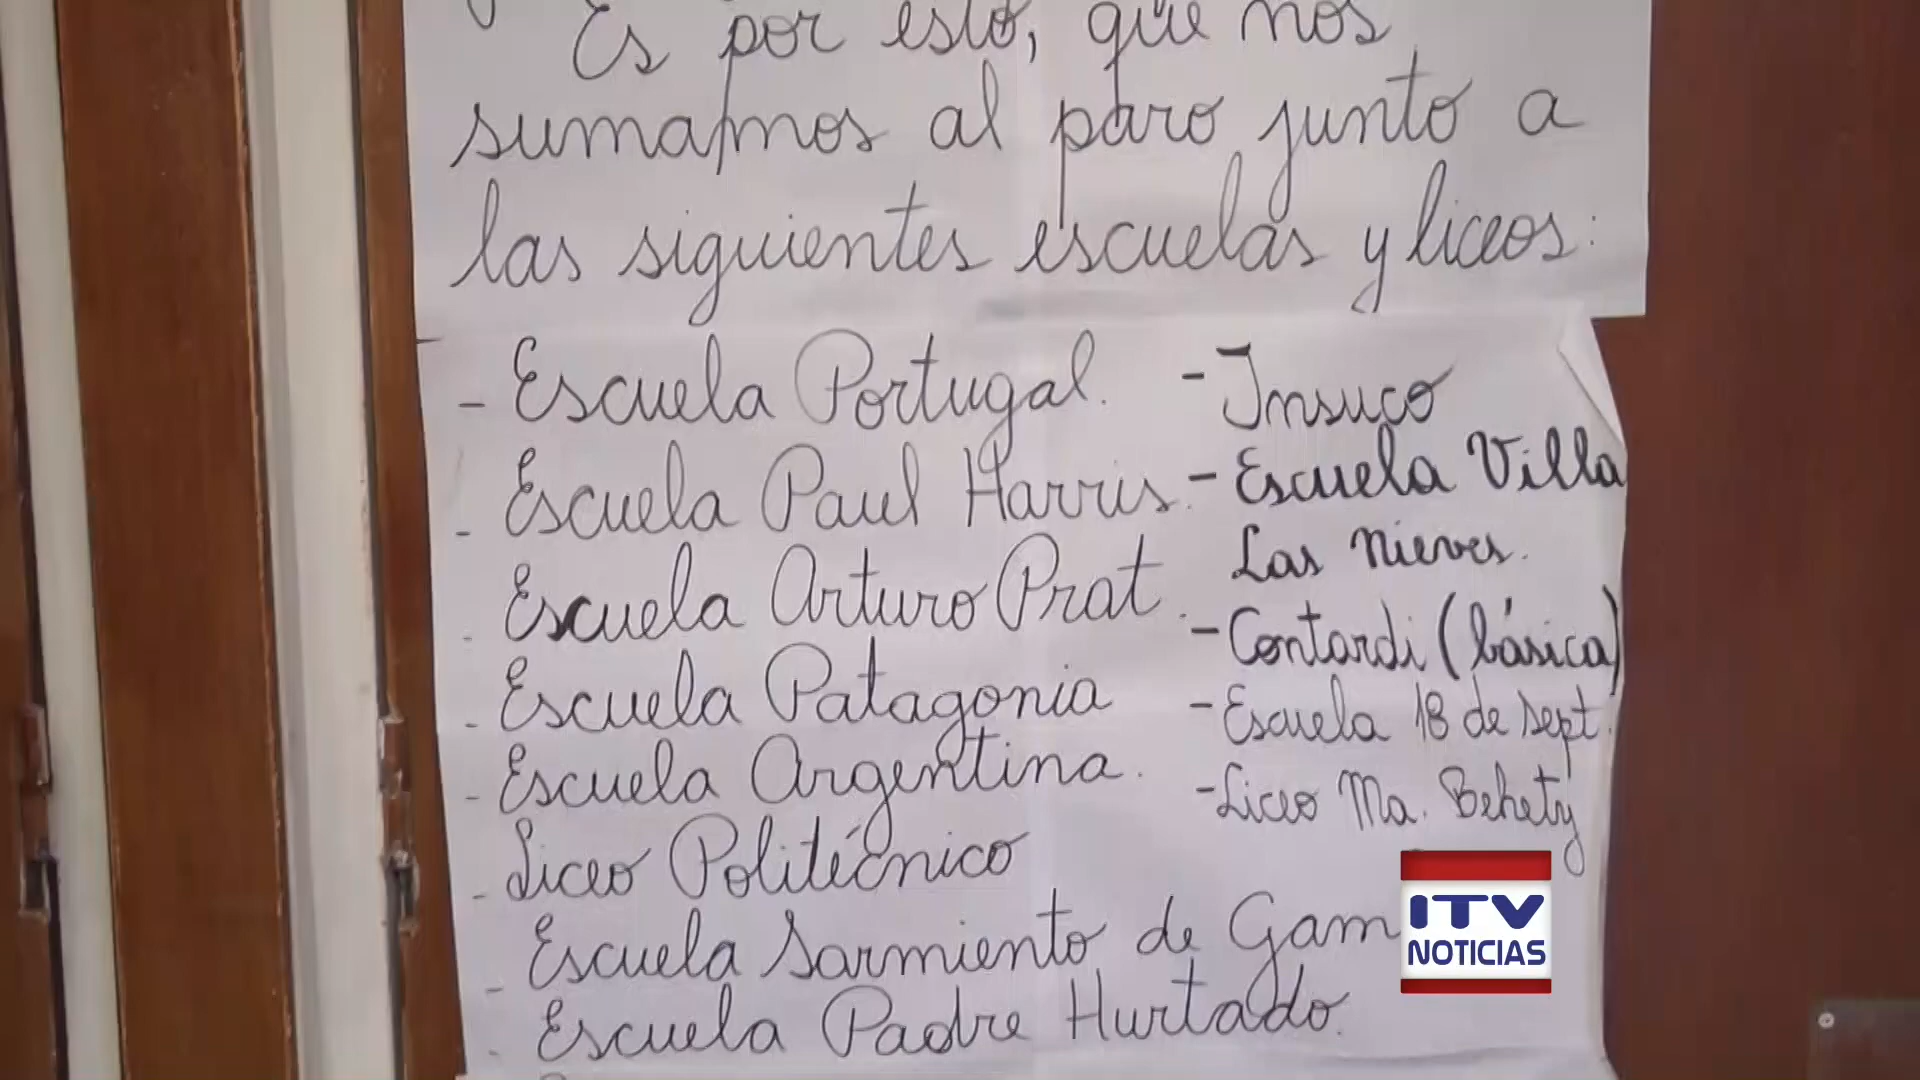 Es por esto, que nos
sumamos al paro junto a
las siguientes escuelas y liceos:
- Escuela Portugal.
- Escuela Paul Harris.
- Escuela Arturo Prat.
- Escuela Patagonia
- Escuela Argentina.
- Liceo Politécnico
- Escuela Sarmiento de Gam
- Escuela Padre Hurtado.
- Insuco
- Escuela Villa
Las Nieves.
- Contardi (básica)
- Escuela 18 de sept.
- Liceo Ma. Behety
ITV
NOTICIAS